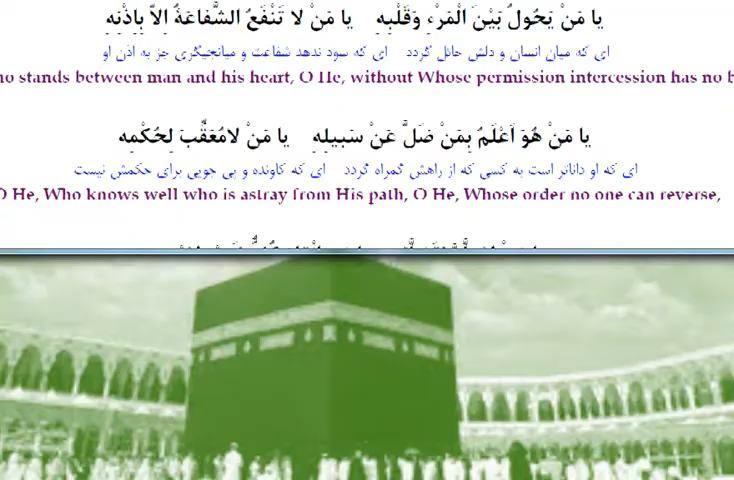 يا مَنْ يَحُولُ بَيْنَ الْمَرْءِ وَقَلْبِهِ يا مَنْ لا تَنْفَعُ الشَّفاعَةُ اِلاّ بِاِذْنِهِ
ای که میان انسان و دلش حائل گردد ای که سود ندهد شفاعت و میانجیگری جز به اذن او
stands between man and his heart, O He, without Whose permission intercession has no
يا مَنْ هُوَ اَعْلَمُ بِمَنْ ضَلَّ عَنْ سَبيلِهِ يا مَنْ لامُعَقِّبَ لِحُكْمِهِ
ای که او داناتر است به کسی که از راهش گمراه گردد ای که کاونده و پی جویی برای حکمش نیست
O He, Who knows well who is astray from His path, O He, Whose order no one can reverse,